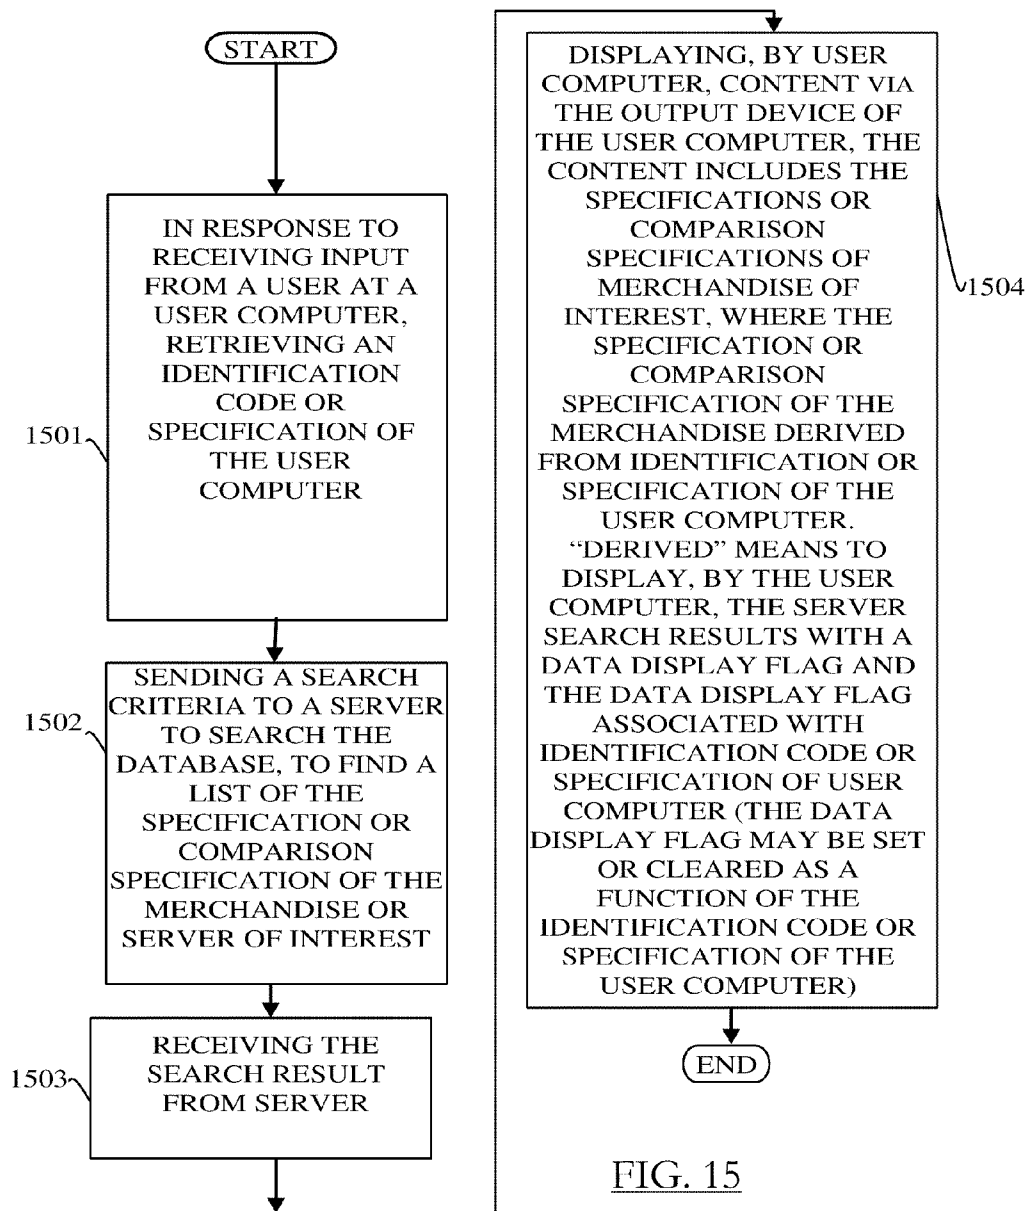 START
IN RESPONSE TO
RECEIVING INPUT
FROM A USER AT A
USER COMPUTER,
RETRIEVING AN
IDENTIFICATION
CODE OR
SPECIFICATION OF
THE USER
COMPUTER
1501
SENDING A SEARCH
CRITERIA TO A SERVER
TO SEARCH THE
DATABASE, TO FIND A
LIST OF THE
SPECIFICATION OR
COMPARISON
SPECIFICATION OF THE
MERCHANDISE OR
SERVER OF INTEREST
1502
RECEIVING THE
SEARCH RESULT
FROM SERVER
1503
DISPLAYING, BY USER
COMPUTER, CONTENT VIA
THE OUTPUT DEVICE OF
THE USER COMPUTER, THE
CONTENT INCLUDES THE
SPECIFICATIONS OR
COMPARISON
SPECIFICATIONS OF
MERCHANDISE OF
INTEREST, WHERE THE
SPECIFICATION OR
COMPARISON
SPECIFICATION OF THE
MERCHANDISE DERIVED
FROM IDENTIFICATION OR
SPECIFICATION OF THE
USER COMPUTER.
“DERIVED” MEANS TO
DISPLAY, BY THE USER
COMPUTER, THE SERVER
SEARCH RESULTS WITH A
DATA DISPLAY FLAG AND
THE DATA DISPLAY FLAG
ASSOCIATED WITH
IDENTIFICATION CODE OR
SPECIFICATION OF USER
COMPUTER (THE DATA
DISPLAY FLAG MAY BE SET
OR CLEARED AS A
FUNCTION OF THE
IDENTIFICATION CODE OR
SPECIFICATION OF THE
USER COMPUTER)
1504
END
FIG. 15